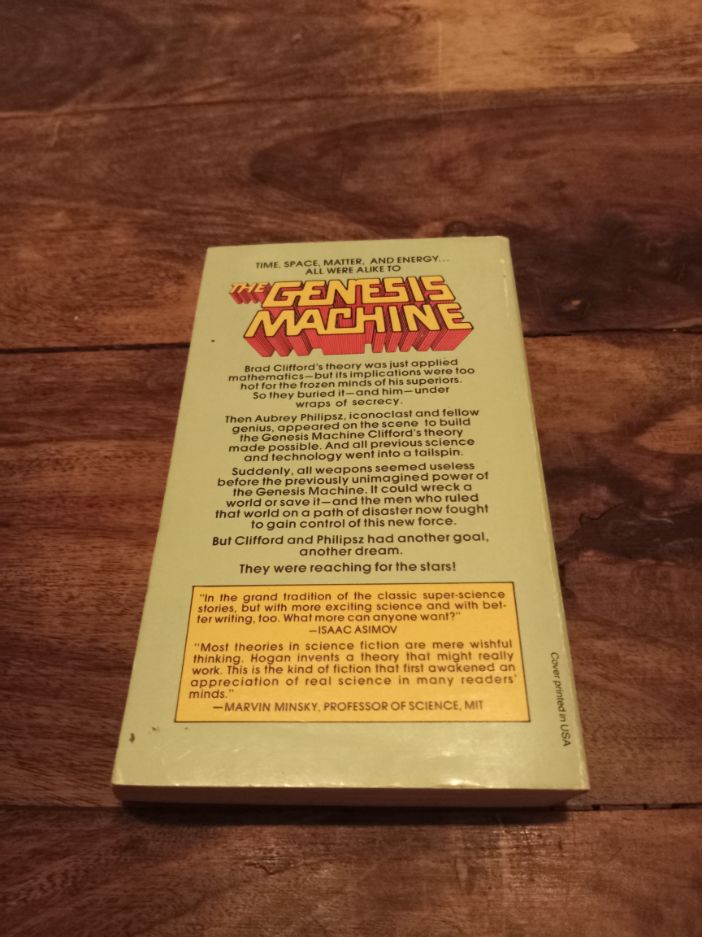 TIME, SPACE, MATTER, AND ENERGY...
ALL WERE ALIKE TO
THE GENESIS
MACHINE
Brad Clifford's theory was just applied
mathematics—but its implications were too
hot for the frozen minds of his superiors.
So they buried it—and him—under
wraps of secrecy.
Then Aubrey Philipsz, iconoclast and fellow
genius, appeared on the scene to build
the Genesis Machine Clifford's theory
made possible. And all previous science
and technology went into a tailspin.
Suddenly, all weapons seemed useless
before the previously unimagined power of
the Genesis Machine. It could wreck a
world or save it—and the men who ruled
that world on a path of disaster now fought
to gain control of this new force.
But Clifford and Philipsz had another goal,
another dream.
They were reaching for the stars!
"In the grand tradition of the classic super-science
stories, but with more exciting science and with bet-
ter writing, too. What more can anyone want?"
—ISAAC ASIMOV
"Most theories in science fiction are mere wishful
thinking. Hogan invents a theory that might really
work. This is the kind of fiction that first awakened an
appreciation of real science in many readers'
minds."
—MARVIN MINSKY, PROFESSOR OF SCIENCE, MIT
Cover printed in USA